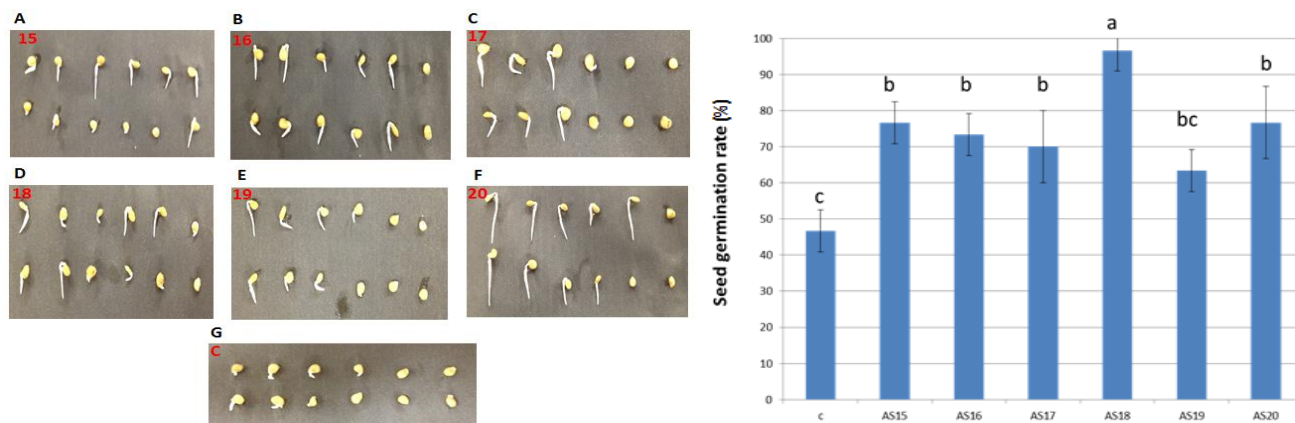 A
15
B
16
C
17
D
18
E
19
F
20
G
C
Seed germination rate (%)
100
90
80
70
60
50
40
30
20
10
0
c
b
b
b
a
bc
b
c
AS15
AS16
AS17
AS18
AS19
AS20